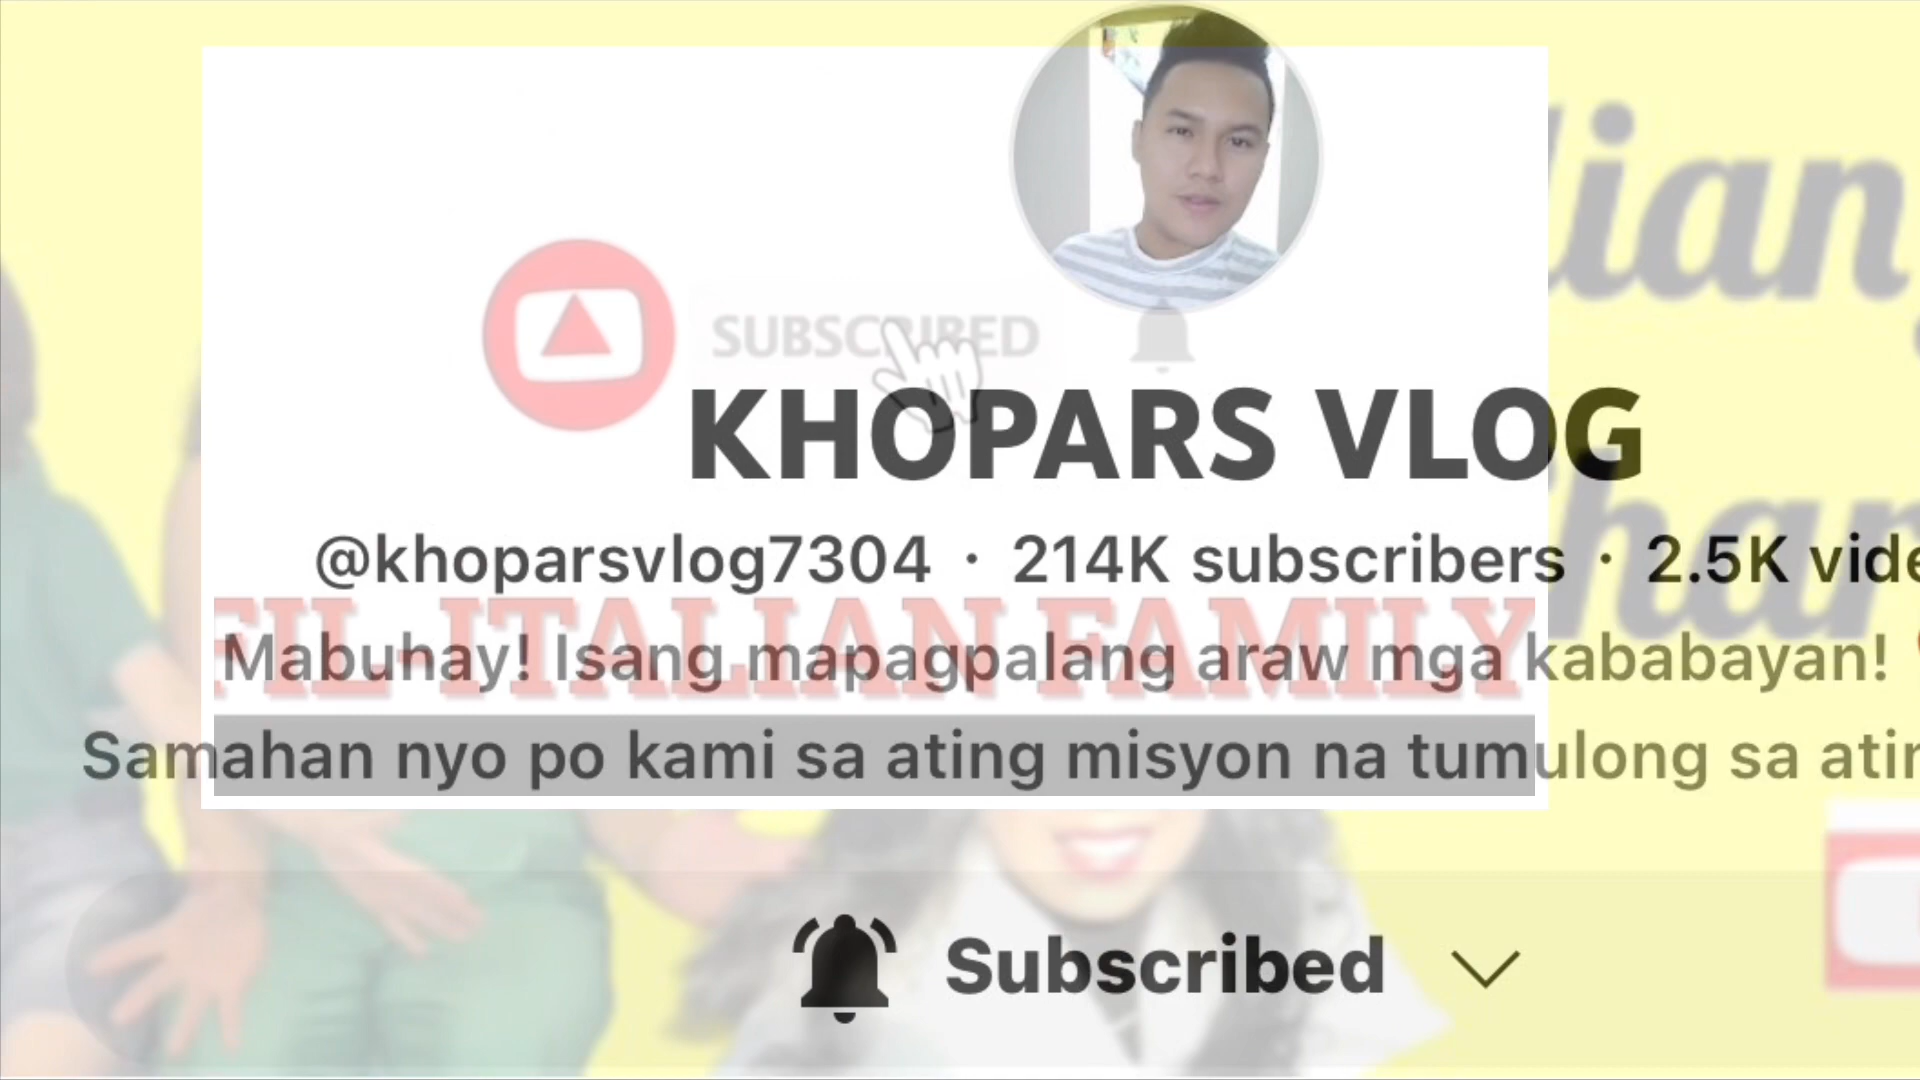 SUBSCRIBED
KHOPARS VLOG
@khoparsvlog7304 · 214K subscribers · 2.5K vide
FIL-ITALIAN FAMILY
Mabuhay! Isang mapagpalang araw mga kababayan!
Samahan nyo po kami sa ating misyon na tumulong sa atin
Subscribed